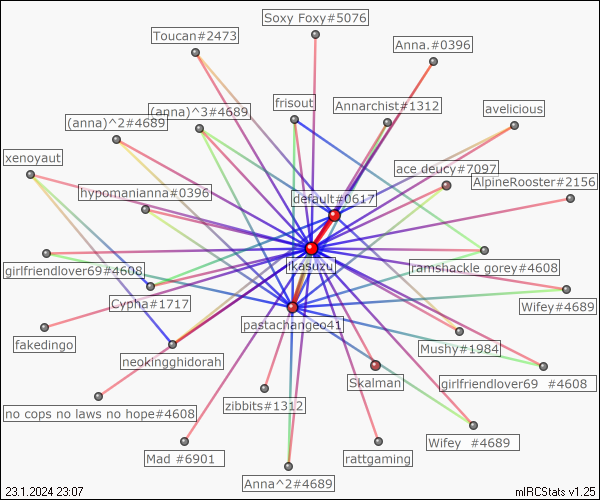 Soxy Foxy#5076
Toucan#2473
Anna.#0396
frisout
Annarchist#1312
avelicious
(anna)^3#4689
(anna)^2#4689
xenoyaut
ace deucy#7097
AlpineRooster#2156
hypomanianna#0396
default#0617
ikasuzu
girlfriendlover69#4608
ramshackle gorey#4608
Cypha#1717
Wifey#4689
pastachangeo41
fakedingo
neokingghidorah
Mushy#1984
Skalman
girlfriendlover69 #4608
zibbits#1312
no cops no laws no hope#4608
Wifey #4689
Mad #6901
rattgaming
Anna^2#4689
23.1.2024 23:07
mIRCStats v1.25